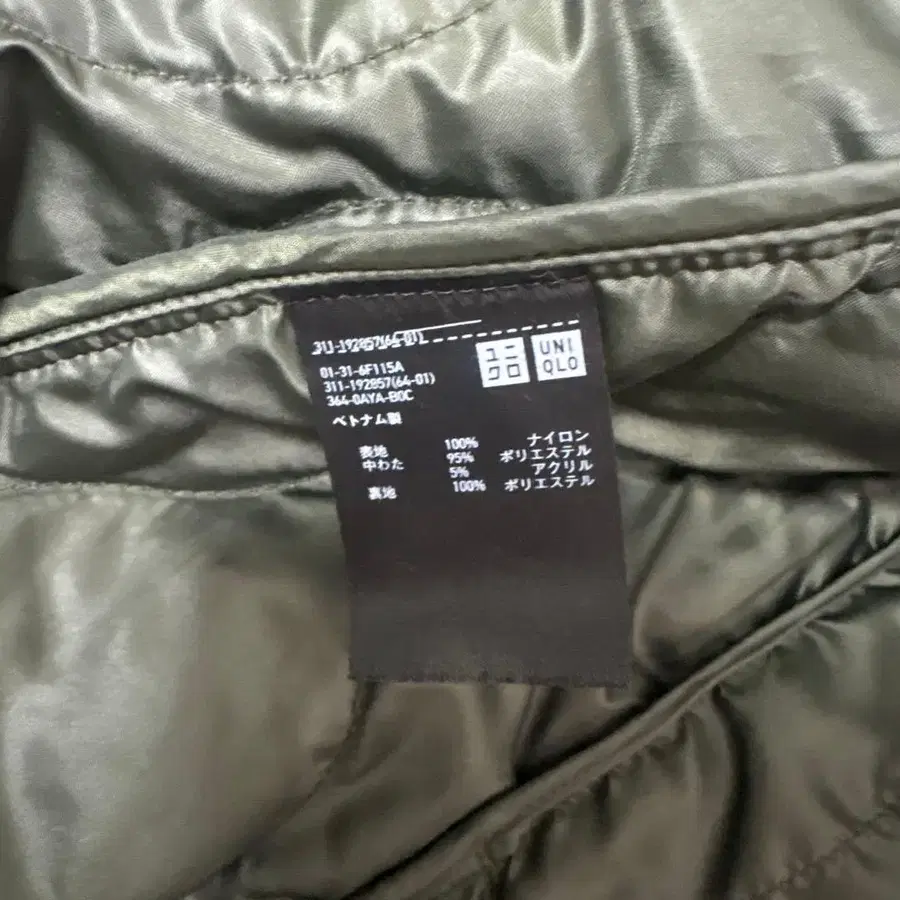 311-192857(64-01)
ユニ
クロ
UNI
QLO
01-31-6F115A
311-192857(64-01)
364-0AYA-B0C
ベトナム製
表地 100% ナイロン
中わた 95% ポリエステル
5% アクリル
裏地 100% ポリエステル